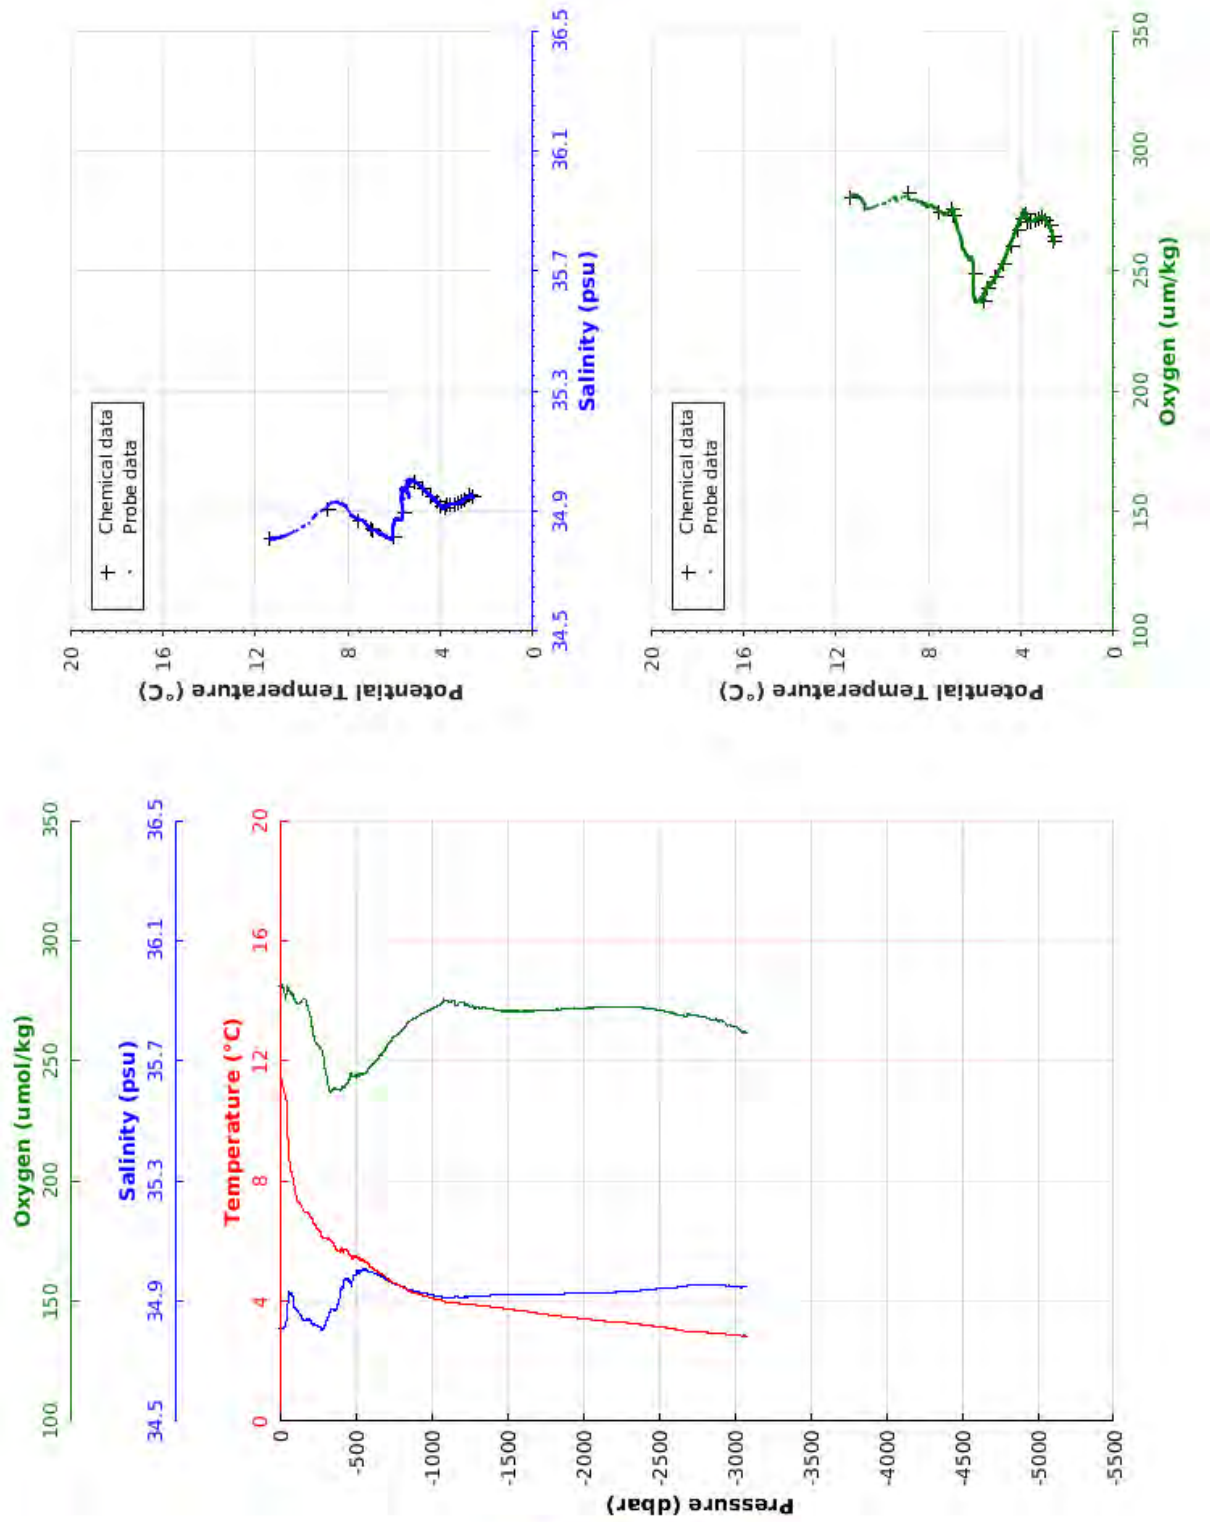 Oxygen (umol/kg)
100 150 200 250 300 350
Salinity (psu)
34.5 34.9 35.3 35.7 36.1 36.5
Temperature (°C)
0 4 8 12 16 20
0
-500
-1000
-1500
-2000
-2500
-3000
-3500
-4000
-4500
-5000
-5500
Pressure (dbar)
20
16
12
8
4
0
Potential Temperature (°C)
+ Chemical data
. Probe data
34.5 34.9 35.3 35.7 36.1 36.5
Salinity (psu)
20
16
12
8
4
0
Potential Temperature (°C)
+ Chemical data
. Probe data
100 150 200 250 300 350
Oxygen (um/kg)